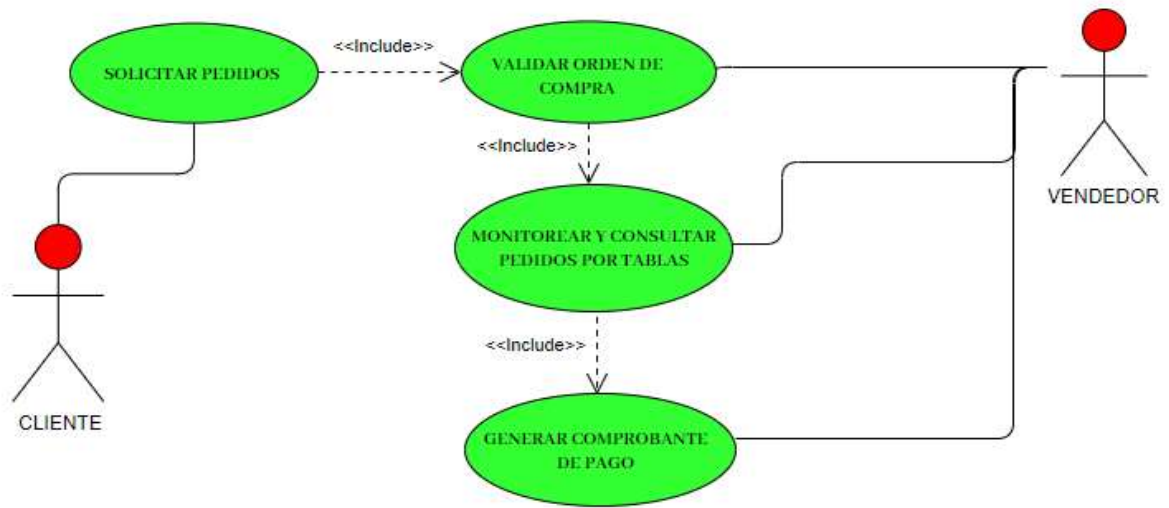 SOLICITAR PEDIDOS
<<Include>>
VALIDAR ORDEN DE
COMPRA
VENDEDOR
<<Include>>
MONITOREAR Y CONSULTAR
PEDIDOS POR TABLAS
<<Include>>
CLIENTE
GENERAR COMPROBANTE
DE PAGO